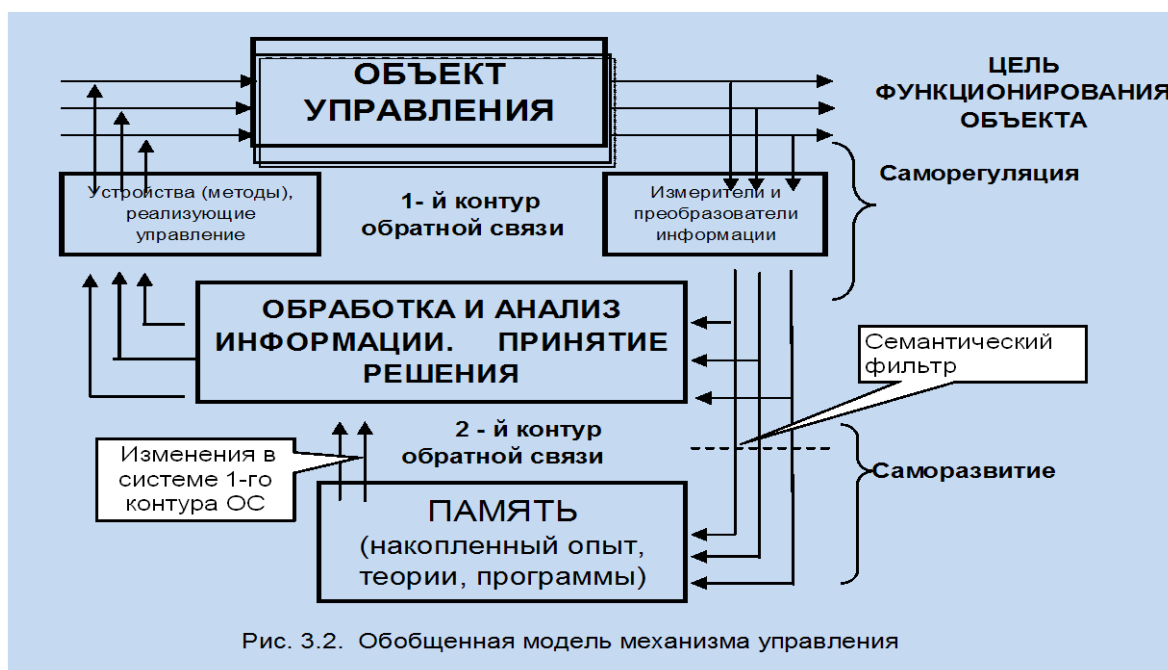 ОБЪЕКТ
УПРАВЛЕНИЯ
ЦЕЛЬ
ФУНКЦИОНИРОВАНИЯ
ОБЪЕКТА
Саморегуляция
Устройства (методы),
реализующие
управление
1- й контур
обратной связи
Измерители и
преобразователи
информации
ОБРАБОТКА И АНАЛИЗ
ИНФОРМАЦИИ. ПРИНЯТИЕ
РЕШЕНИЯ
Семантический
фильтр
2 - й контур
обратной связи
Изменения в
системе 1-го
контура ОС
Саморазвитие
ПАМЯТЬ
(накопленный опыт,
теории, программы)
Рис. 3.2. Обобщенная модель механизма управления